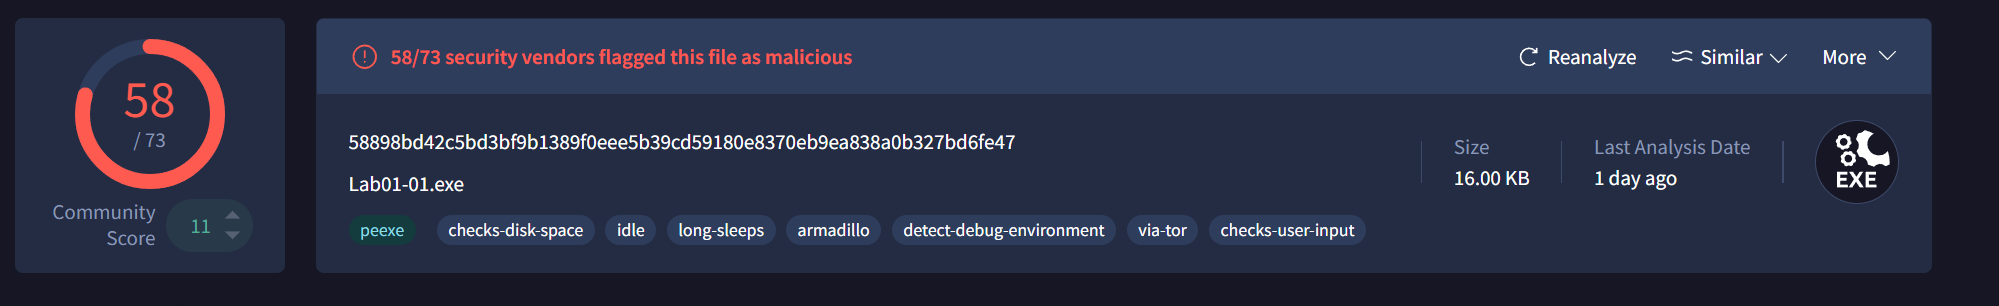 58
/ 73
Community
Score
11
58/73 security vendors flagged this file as malicious
Reanalyze
Similar
More
58898bd42c5bd3bf9b1389f0eee5b39cd59180e8370eb9ea838a0b327bd6fe47
Lab01-01.exe
peexe checks-disk-space idle long-sleeps armadillo detect-debug-environment via-tor checks-user-input
Size
16.00 KB
Last Analysis Date
1 day ago
EXE